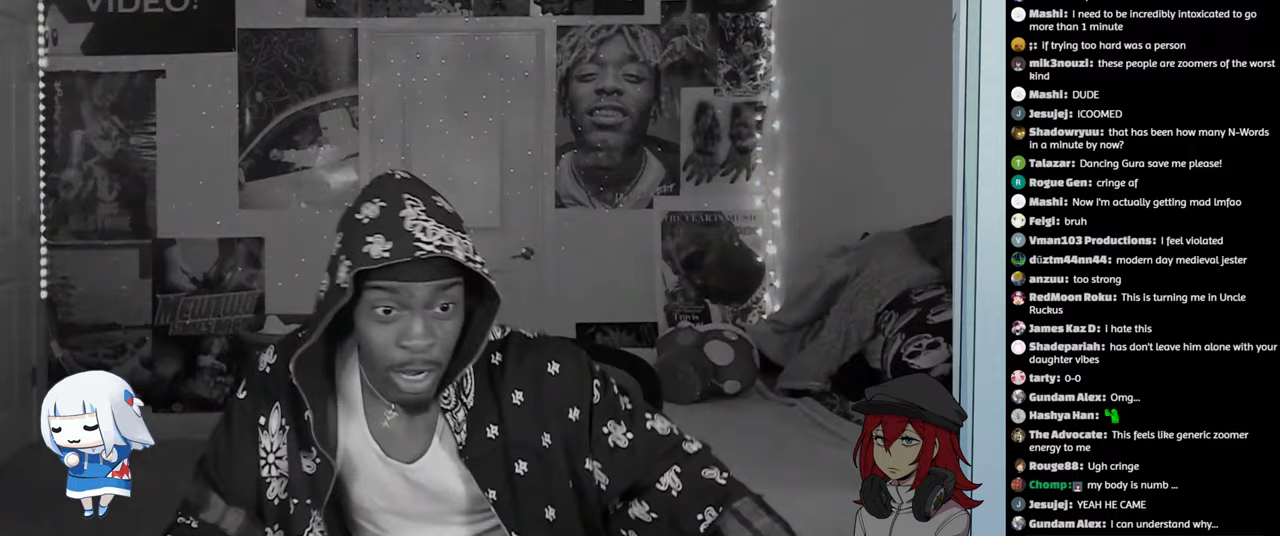 VIDEO!
THE YEAR IN MUSIC
Travis
Mashi: I need to be incredibly intoxicated to go
more than 1 minute
;; if trying too hard was a person
mik3nouzi: these people are zoomers of the worst
kind
Mashi: DUDE
Jesujej: ICOOMED
Shadowryuu: that has been how many N-Words
in a minute by now?
Talazar: Dancing Gura save me please!
Rogue Gen: cringe af
Mashi: Now I'm actually getting mad lmfao
Feigi: bruh
Vman103 Productions: I feel violated
düztm44nn44: modern day medieval jester
anzuu: too strong
RedMoon Roku: This is turning me in Uncle
Ruckus
James Kaz D: I hate this
Shadepariah: has don't leave him alone with your
daughter vibes
tarty: 0-0
Gundam Alex: Omg...
Hashya Han:
The Advocate: This feels like generic zoomer
energy to me
Rouge88: Ugh cringe
Chomp: my body is numb ...
Jesujej: YEAH HE CAME
Gundam Alex: I can understand why...